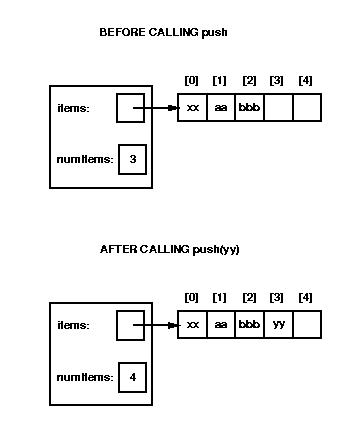 BEFORE CALLING push
[0] [1] [2] [3] [4]
items: xx aa bbb
numItems: 3
AFTER CALLING push(yy)
[0] [1] [2] [3] [4]
items: xx aa bbb yy
numItems: 4